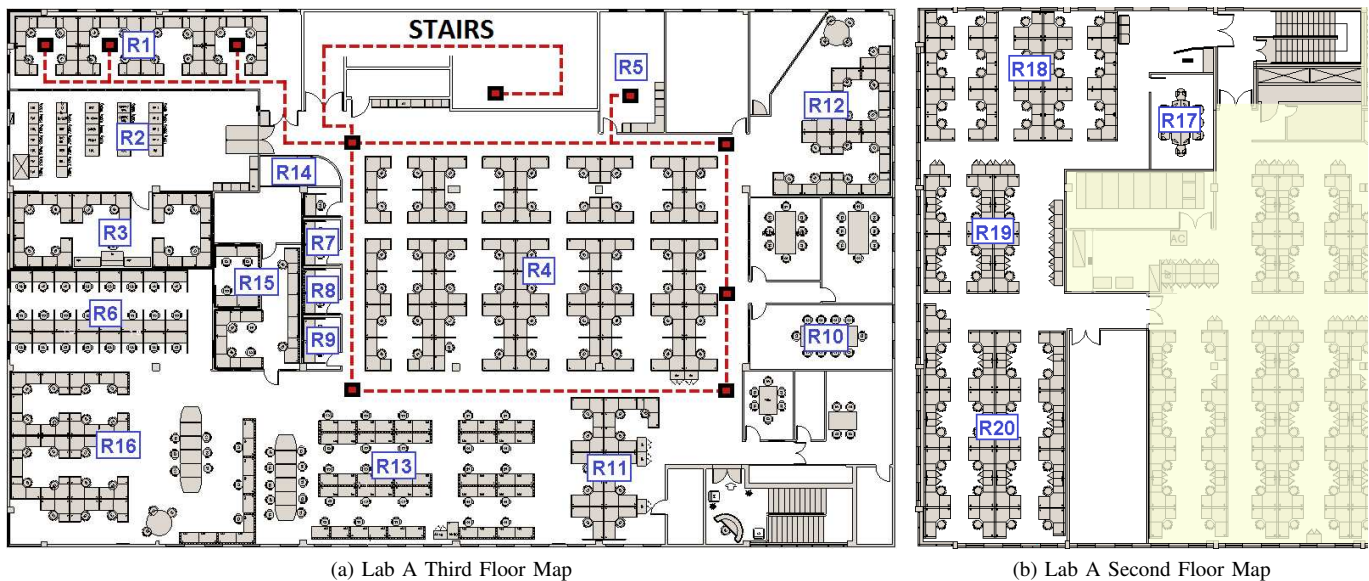 STAIRS
R1
R5
R12
R2
R14
R3
R7
R4
R15
R8
R6
R9
R10
R16
R13
R11
R18
R17
R19
AC
R20
(a) Lab A Third Floor Map
(b) Lab A Second Floor Map